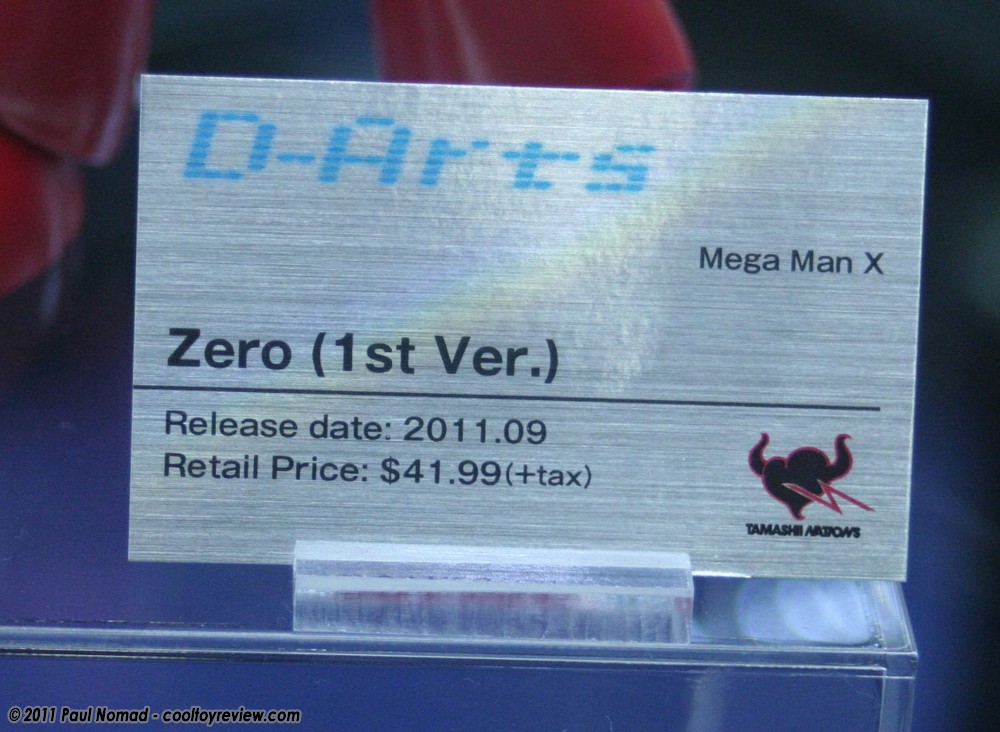 D-Arts
Mega Man X
Zero (1st Ver.)
Release date: 2011.09
Retail Price: $41.99(+tax)
TAMASHII NATIONS
©2011 Paul Nomad - cooltoyreview.com